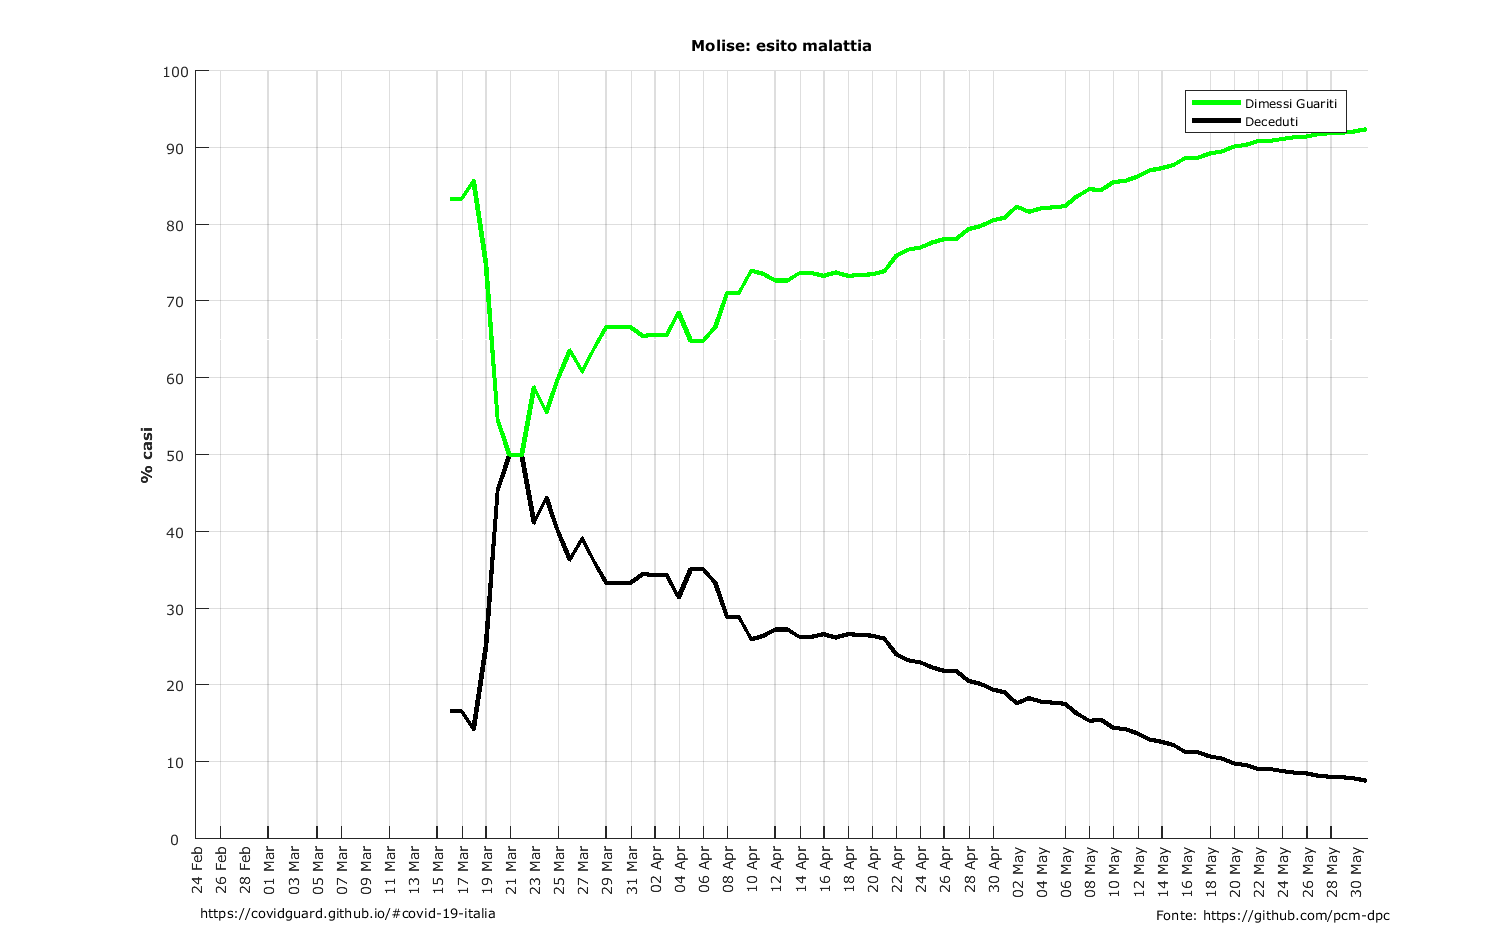 Molise: esito malattia
Dimessi Guariti
Deceduti
% casi
100
90
80
70
60
50
40
30
20
10
0
24 Feb
26 Feb
28 Feb
01 Mar
03 Mar
05 Mar
07 Mar
09 Mar
11 Mar
13 Mar
15 Mar
17 Mar
19 Mar
21 Mar
23 Mar
25 Mar
27 Mar
29 Mar
31 Mar
02 Apr
04 Apr
06 Apr
08 Apr
10 Apr
12 Apr
14 Apr
16 Apr
18 Apr
20 Apr
22 Apr
24 Apr
26 Apr
28 Apr
30 Apr
02 May
04 May
06 May
08 May
10 May
12 May
14 May
16 May
18 May
20 May
22 May
24 May
26 May
28 May
30 May
https://covidguard.github.io/#covid-19-italia
Fonte: https://github.com/pcm-dpc